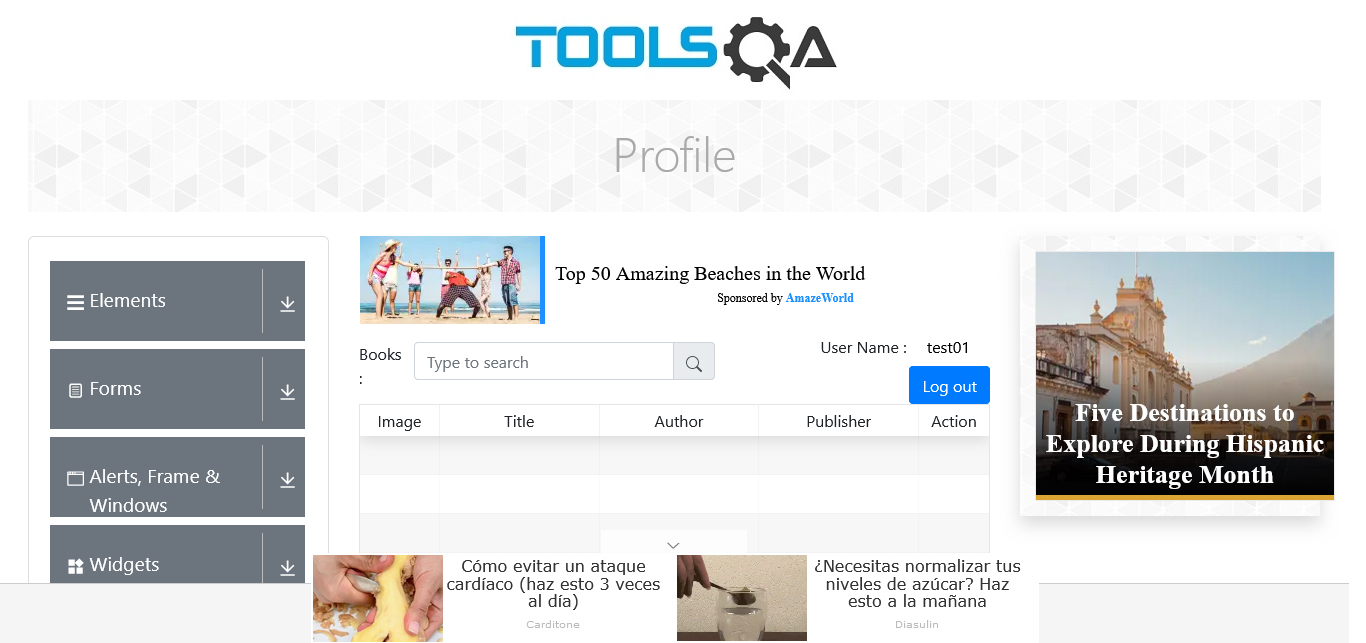 TOOLSQA
Profile
Elements
Forms
Alerts, Frame &
Windows
Widgets
Top 50 Amazing Beaches in the World
Sponsored by AmazeWorld
Books
:
Type to search
User Name : test01
Log out
Image Title Author Publisher Action
Five Destinations to
Explore During Hispanic
Heritage Month
Cómo evitar un ataque
cardíaco (haz esto 3 veces
al día)
Carditone
¿Necesitas normalizar tus
niveles de azúcar? Haz
esto a la mañana
Diasulin